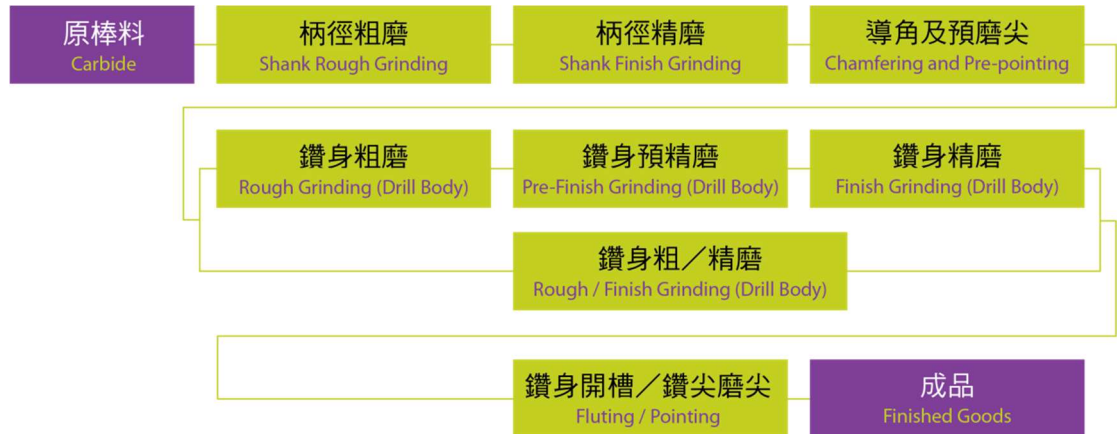 原棒料
Carbide
柄徑粗磨
Shank Rough Grinding
柄徑精磨
Shank Finish Grinding
導角及預磨尖
Chamfering and Pre-pointing
鑽身粗磨
Rough Grinding (Drill Body)
鑽身預精磨
Pre-Finish Grinding (Drill Body)
鑽身精磨
Finish Grinding (Drill Body)
鑽身粗／精磨
Rough / Finish Grinding (Drill Body)
鑽身開槽／鑽尖磨尖
Fluting / Pointing
成品
Finished Goods